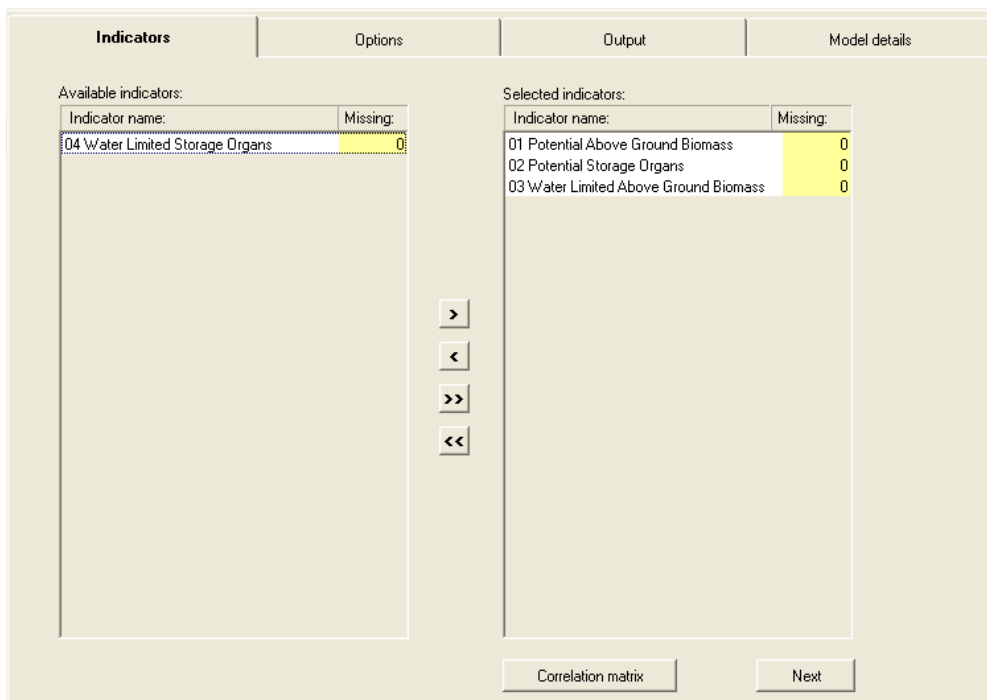 Indicators Options Output Model details
Available indicators:
Indicator name: Missing:
04 Water Limited Storage Organs 0
Selected indicators:
Indicator name: Missing:
01 Potential Above Ground Biomass 0
02 Potential Storage Organs 0
03 Water Limited Above Ground Biomass 0
>
<
>>
<<
Correlation matrix Next